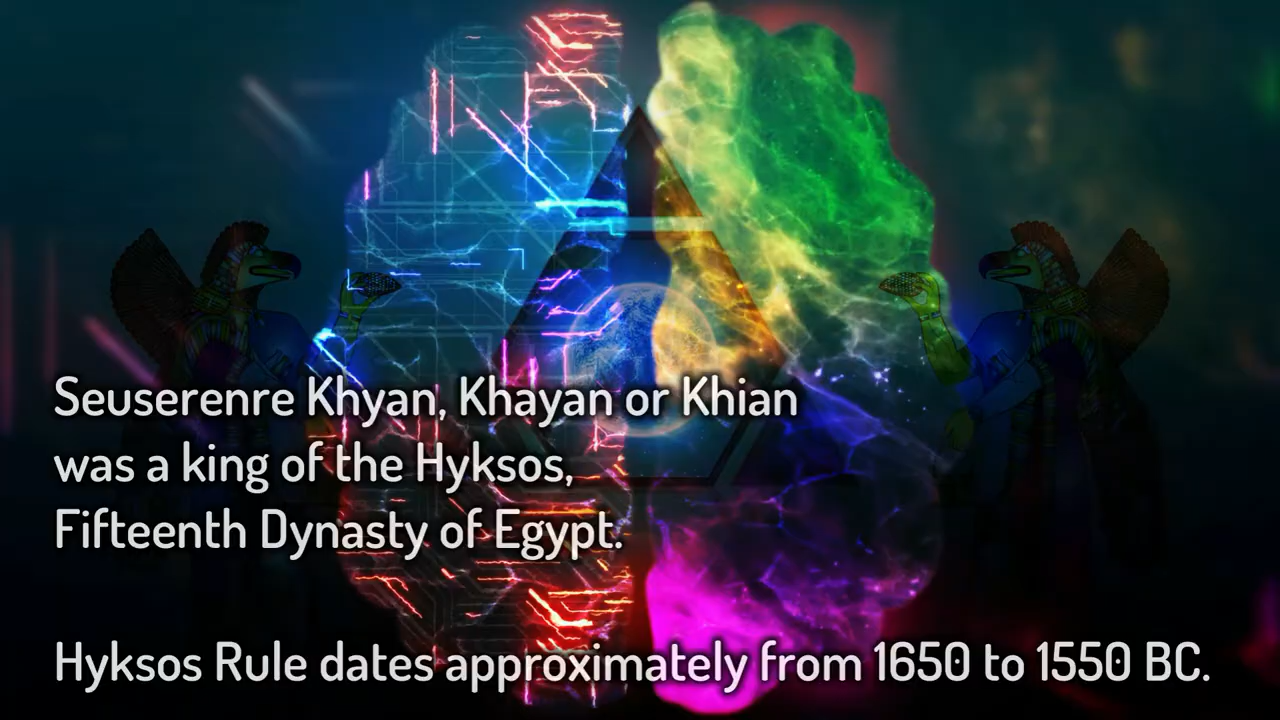 Seuserenre Khyan, Khayan or Khian
was a king of the Hyksos,
Fifteenth Dynasty of Egypt.
Hyksos Rule dates approximately from 1650 to 1550 BC.